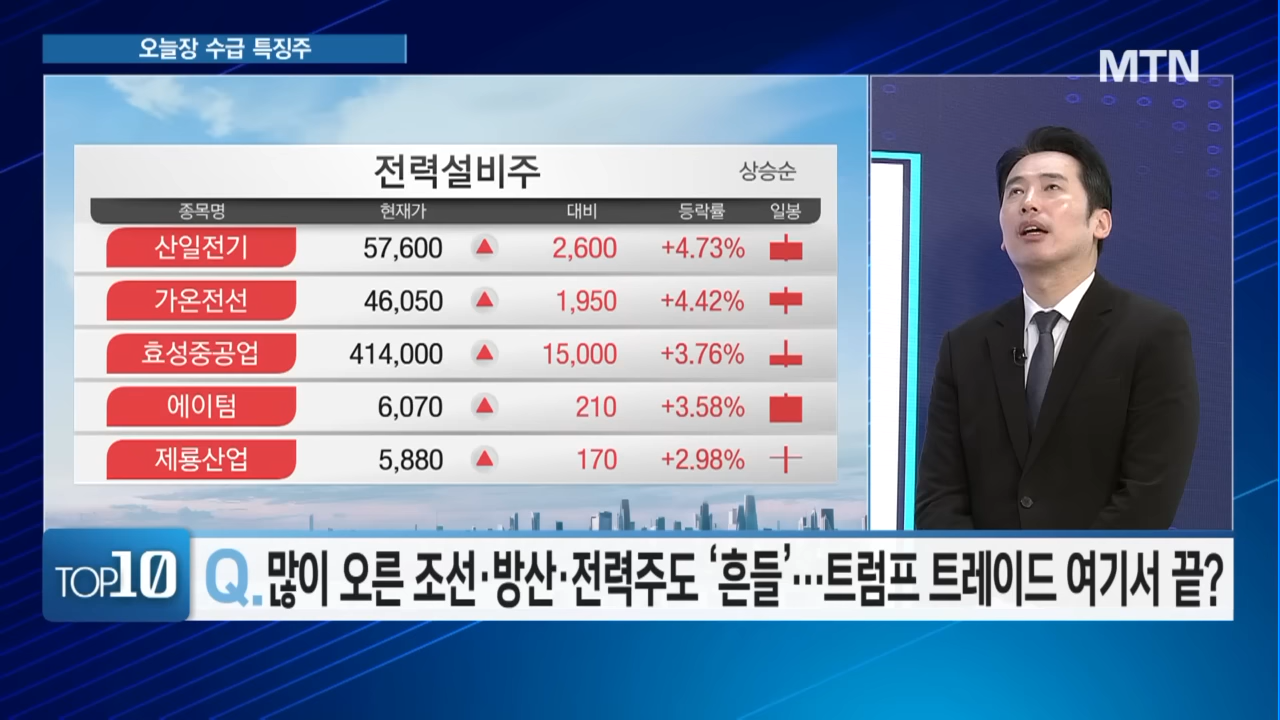 오늘장 수급 특징주
MTN
전력설비주
상승순
종목명 현재가 대비 등락률 일봉
산일전기 57,600 ▲ 2,600 +4.73%
가온전선 46,050 ▲ 1,950 +4.42%
효성중공업 414,000 ▲ 15,000 +3.76%
에이텀 6,070 ▲ 210 +3.58%
제룡산업 5,880 ▲ 170 +2.98%
TOP10 Q. 많이 오른 조선·방산·전력주도 ‘흔들’…트럼프 트레이드 여기서 끝?